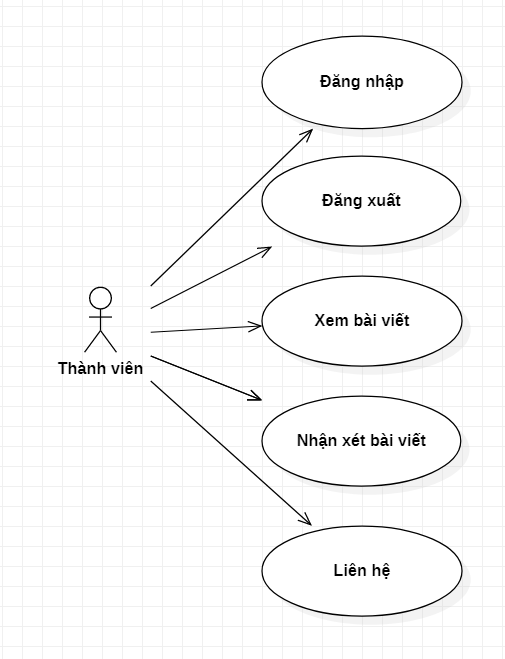 Đăng nhập
Đăng xuất
Xem bài viết
Thành viên
Nhận xét bài viết
Liên hệ